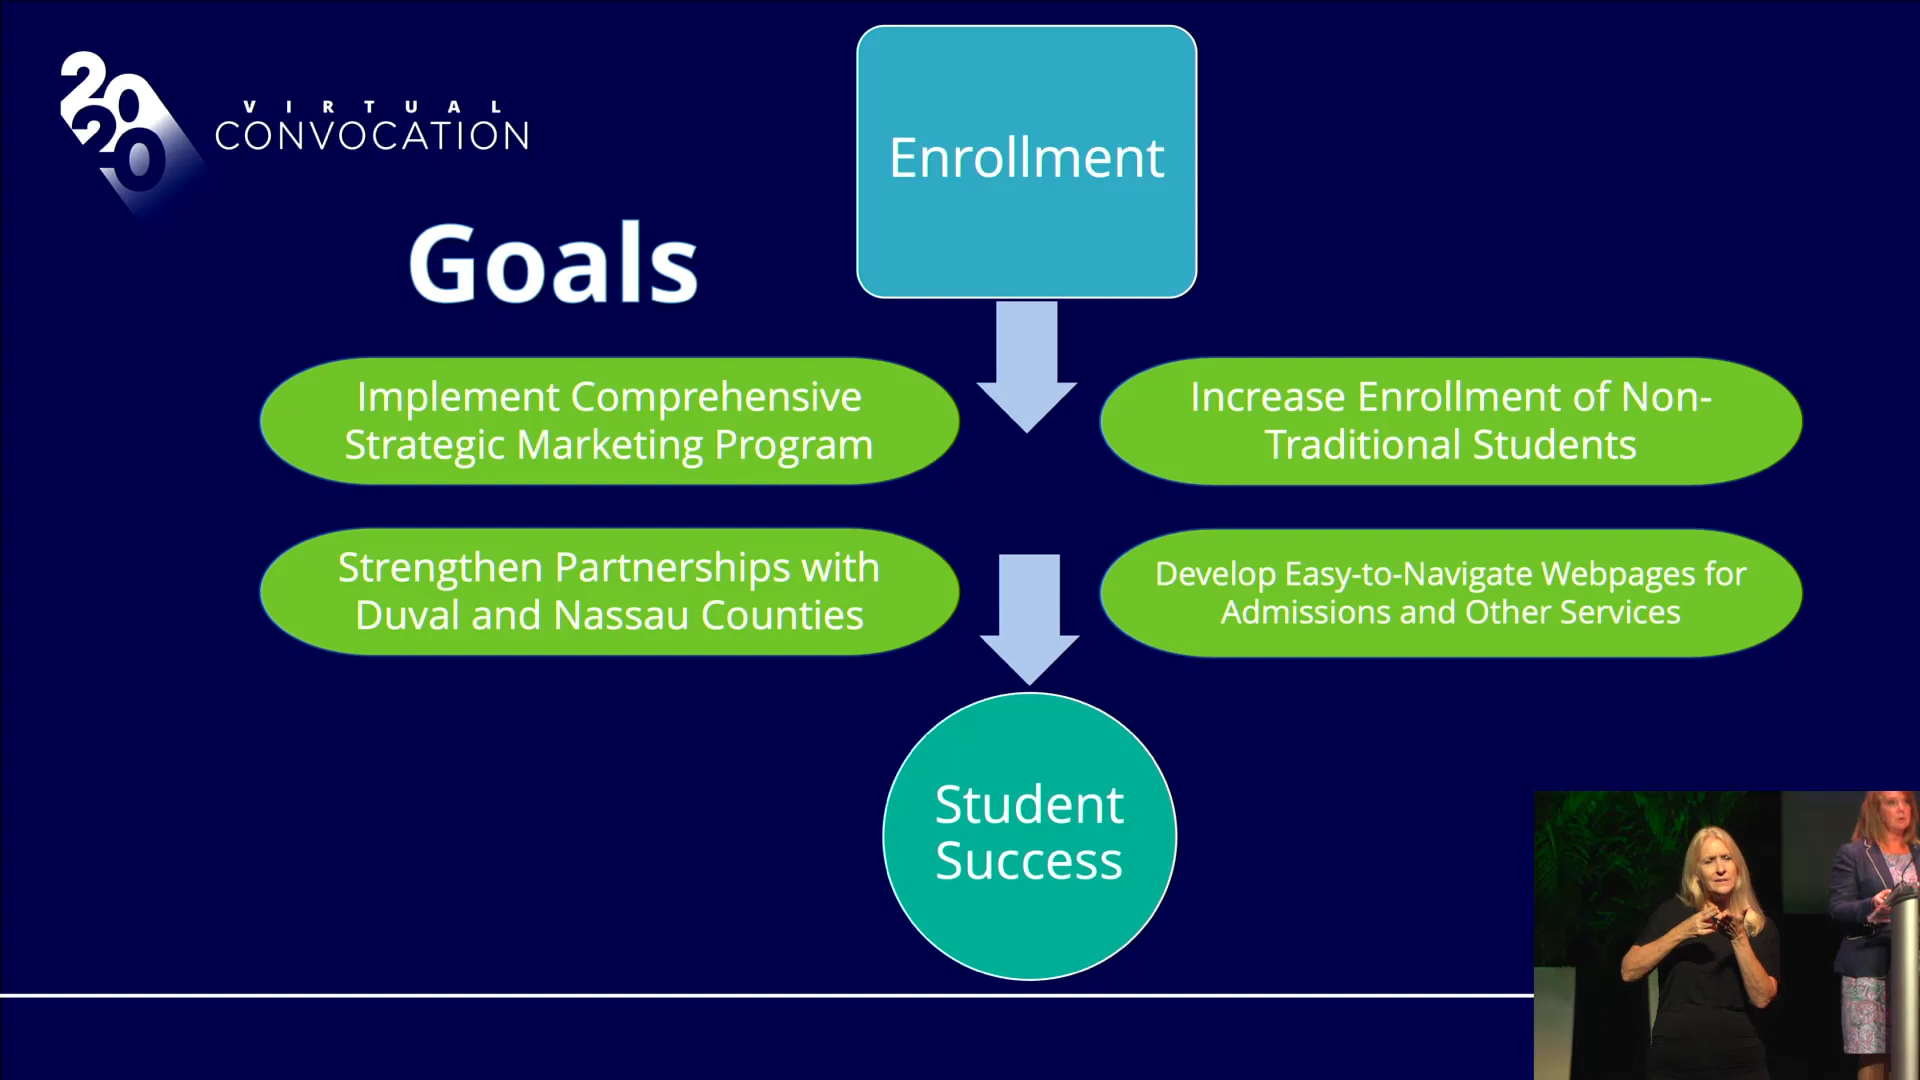 2020
VIRTUAL
CONVOCATION
Enrollment
Goals
Implement Comprehensive
Strategic Marketing Program
Increase Enrollment of Non-
Traditional Students
Strengthen Partnerships with
Duval and Nassau Counties
Develop Easy-to-Navigate Webpages for
Admissions and Other Services
Student
Success